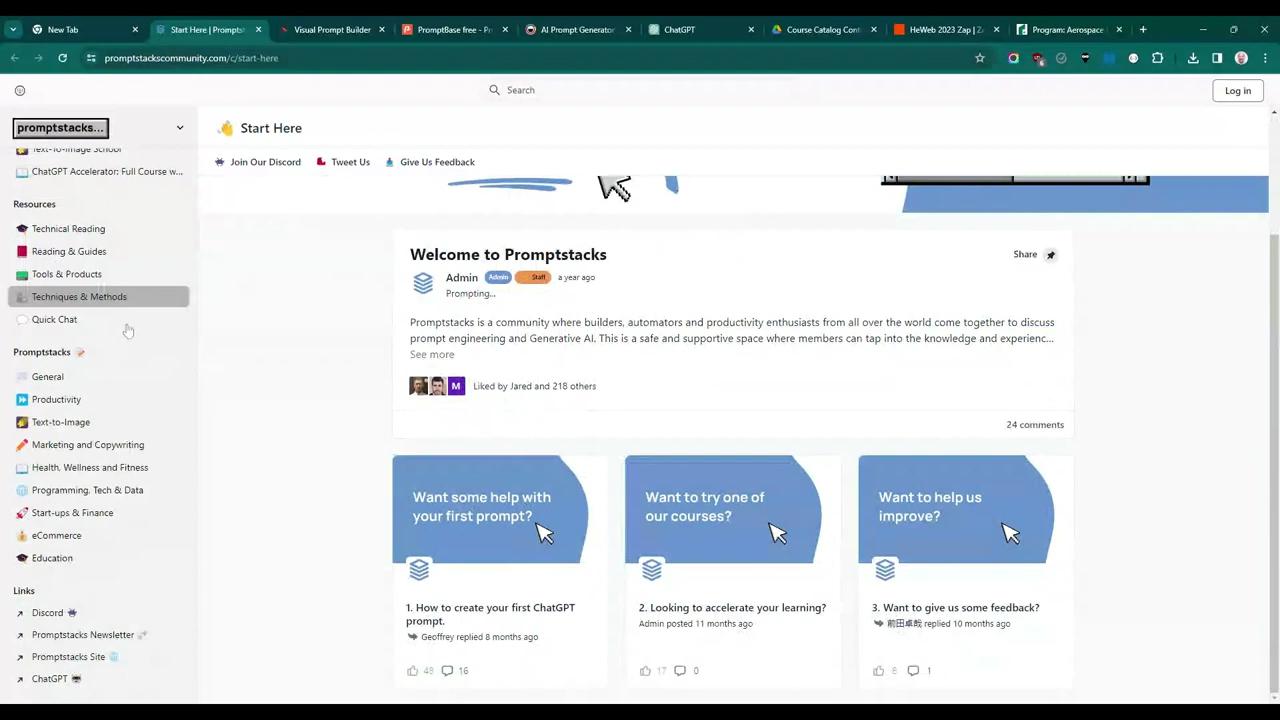 New Tab
Start Here | Prompts
Visual Prompt Builder
PromptBase free - Pr
AI Prompt Generator
ChatGPT
Course Catalog Cont
HeWeb 2023 Zap | Z
Program: Aerospace
promptstackscommunity.com/c/start-here
Search
Log in
promptstacks...
Start Here
Join Our Discord
Tweet Us
Give Us Feedback
Text-to-Image School
ChatGPT Accelerator: Full Course w...
Resources
Technical Reading
Reading & Guides
Tools & Products
Techniques & Methods
Quick Chat
Promptstacks
General
Productivity
Text-to-Image
Marketing and Copywriting
Health, Wellness and Fitness
Programming, Tech & Data
Start-ups & Finance
eCommerce
Education
Links
Discord
Promptstacks Newsletter
Promptstacks Site
ChatGPT
Welcome to Promptstacks
Share
Admin Admin Staff a year ago
Prompting...
Promptstacks is a community where builders, automators and productivity enthusiasts from all over the world come together to discuss
prompt engineering and Generative AI. This is a safe and supportive space where members can tap into the knowledge and experienc...
See more
M
Liked by Jared and 218 others
24 comments
Want some help with
your first prompt?
1. How to create your first ChatGPT
prompt.
Geoffrey replied 8 months ago
48 16
Want to try one of
our courses?
2. Looking to accelerate your learning?
Admin posted 11 months ago
17 0
Want to help us
improve?
3. Want to give us some feedback?
前田卓哉 replied 10 months ago
8 1